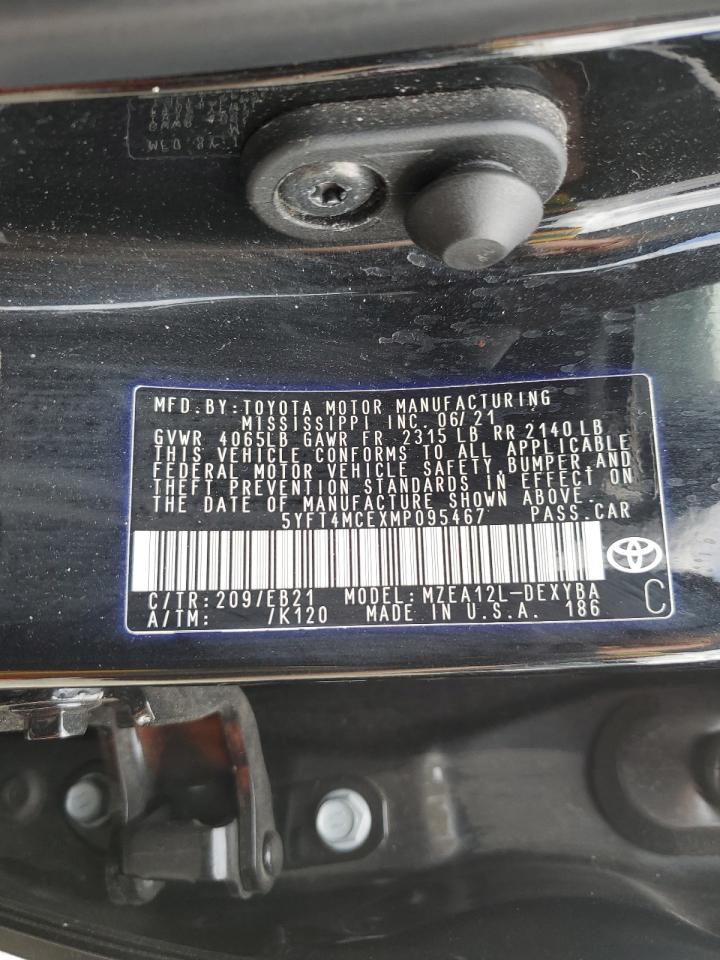 MFD.BY:TOYOTA MOTOR MANUFACTURING
MISSISSIPPI INC. 06/21
GVWR 4065LB GAWR FR 2315 LB RR 2140 LB
THIS VEHICLE CONFORMS TO ALL APPLICABLE
FEDERAL MOTOR VEHICLE SAFETY,BUMPER,AND
THEFT PREVENTION STANDARDS IN EFFECT ON
THE DATE OF MANUFACTURE SHOWN ABOVE.
5YFT4MCEXMP095467 PASS.CAR
C/TR:209/EB21 MODEL:MZEA12L-DEXYBA
A/TM: /K120 MADE IN U.S.A. 186
C